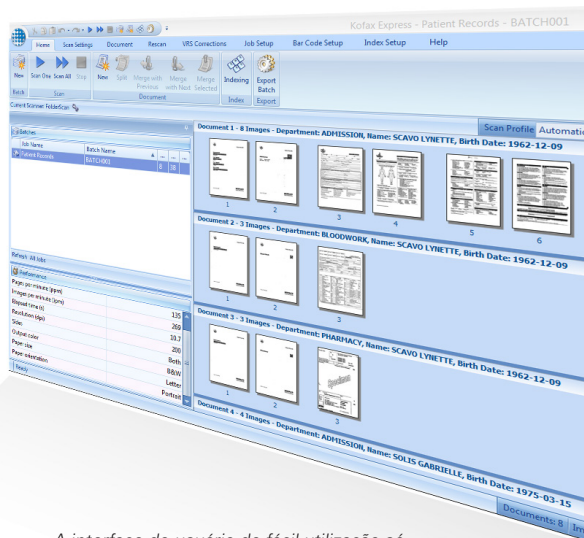 Kofax Express - Patient Records - BATCH001
Home Scan Settings Document Rescan VRS Corrections Job Setup Bar Code Setup Index Setup Help
New Scan One Scan All Stop New Split Merge with Previous Merge with Next Merge Selected Indexing Export Batch
Batch Scan Document Index Export
Current Scanner: FolderScan
Scan Profile Automatic
Batches
Job Name Batch Name
Patient Records BATCH001 8 38
Document 1 - 8 Images - Department: ADMISSION, Name: SCAVO LYNETTE, Birth Date: 1962-12-09
1 2 3 4 5 6
Document 2 - 3 Images - Department: BLOODWORK, Name: SCAVO LYNETTE, Birth Date: 1962-12-09
1 2 3
Refresh All Jobs
Performance
Pages per minute (ppm) 135
Images per minute (ipm) 269
Elapsed time (s) 10.7
Resolution (dpi) 200
Sides Both
Output color B&W
Paper size Letter
Paper orientation Portrait
Ready
Document 3 - 3 Images - Department: PHARMACY, Name: SCAVO LYNETTE, Birth Date: 1962-12-09
1 2 3
Document 4 - 4 Images - Department: ADMISSION, Name: SOLIS GABRIELLE, Birth Date: 1975-03-15
Documents: 8
A interface do usuário de fácil utilização só